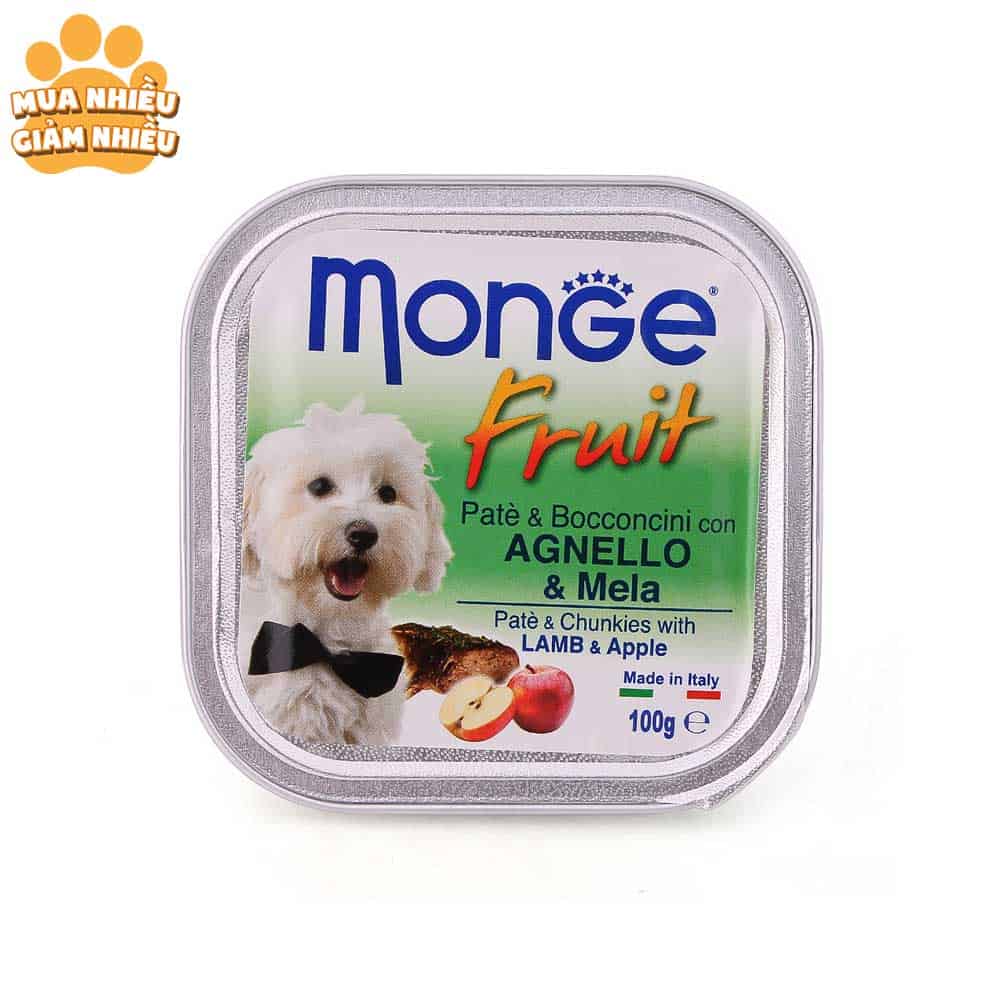 MUA NHIỀU
GIẢM NHIỀU
monGe®
Fruit
Patè & Bocconcini con
AGNELLO
& Mela
Patè & Chunkies with
LAMB & Apple
Made in Italy
100g ℮